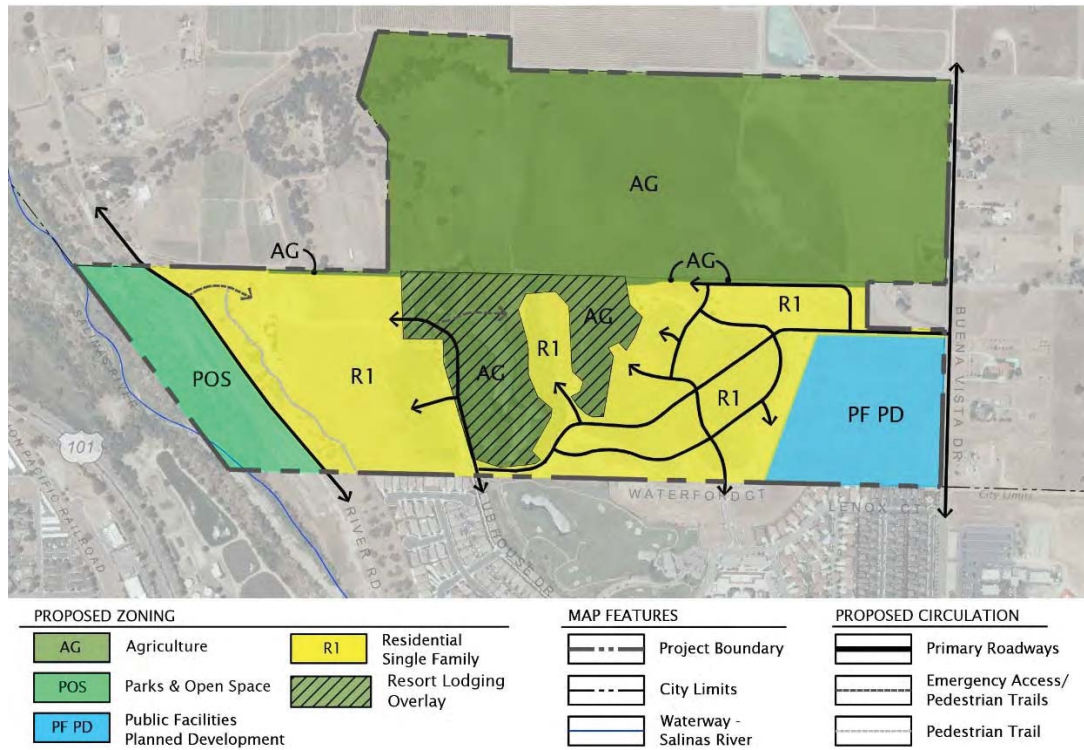 AG
AG
AG
AG
R1
R1
R1
AG
R1
POS
PF PD
SALINAS RIVER
101
RIVER RD
WATERFORD CT
LENOX CT
City Limits
BUENA VISTA DR
PROPOSED ZONING
AG Agriculture
POS Parks & Open Space
PF PD Public Facilities
Planned Development
R1 Residential
Single Family
Resort Lodging
Overlay
MAP FEATURES
Project Boundary
City Limits
Waterway -
Salinas River
PROPOSED CIRCULATION
Primary Roadways
Emergency Access/
Pedestrian Trails
Pedestrian Trail